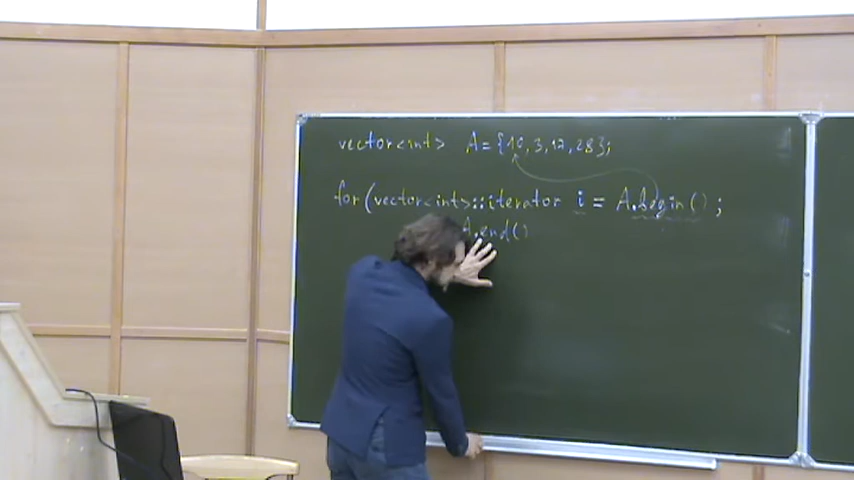 vector<int> A={10,3,12,28};
for(vector<int>::iterator i = A.begin();
A.end()